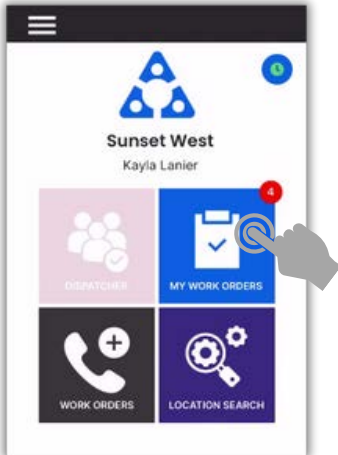 Sunset West
Kayla Lanier
4
DISPATCHER
MY WORK ORDERS
WORK ORDERS
LOCATION SEARCH